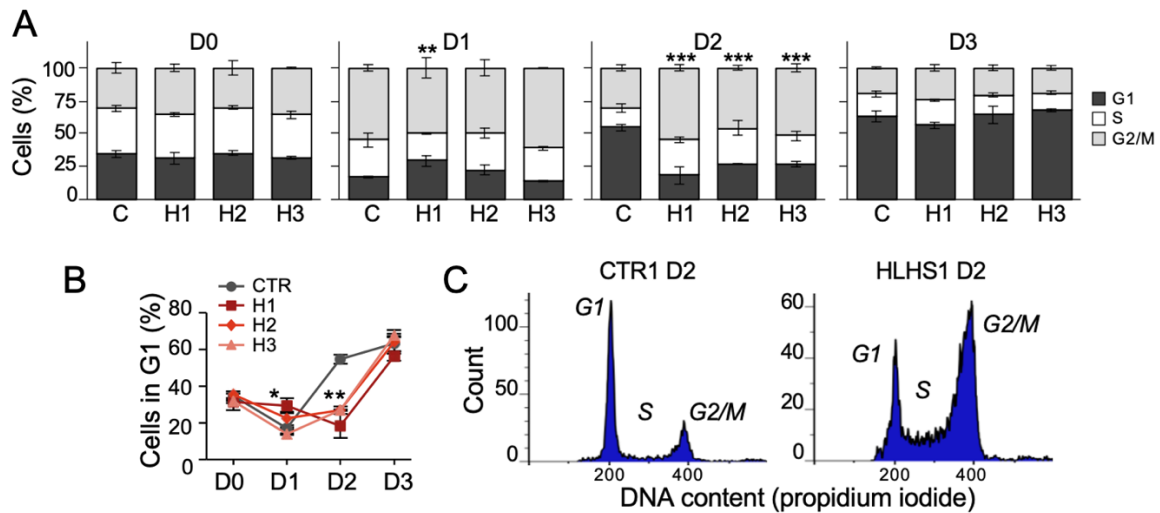 A
D0
D1
D2
D3
**
***
***
***
Cells (%)
100
75
50
25
0
C H1 H2 H3
C H1 H2 H3
C H1 H2 H3
C H1 H2 H3
G1
S
G2/M
B
CTR
H1
H2
H3
Cells in G1 (%)
80
60
40
20
0
*
**
D0 D1 D2 D3
C
CTR1 D2
HLHS1 D2
Count
100
50
0
G1
S
G2/M
200 400
60
40
20
0
G1
S
G2/M
200 400
DNA content (propidium iodide)